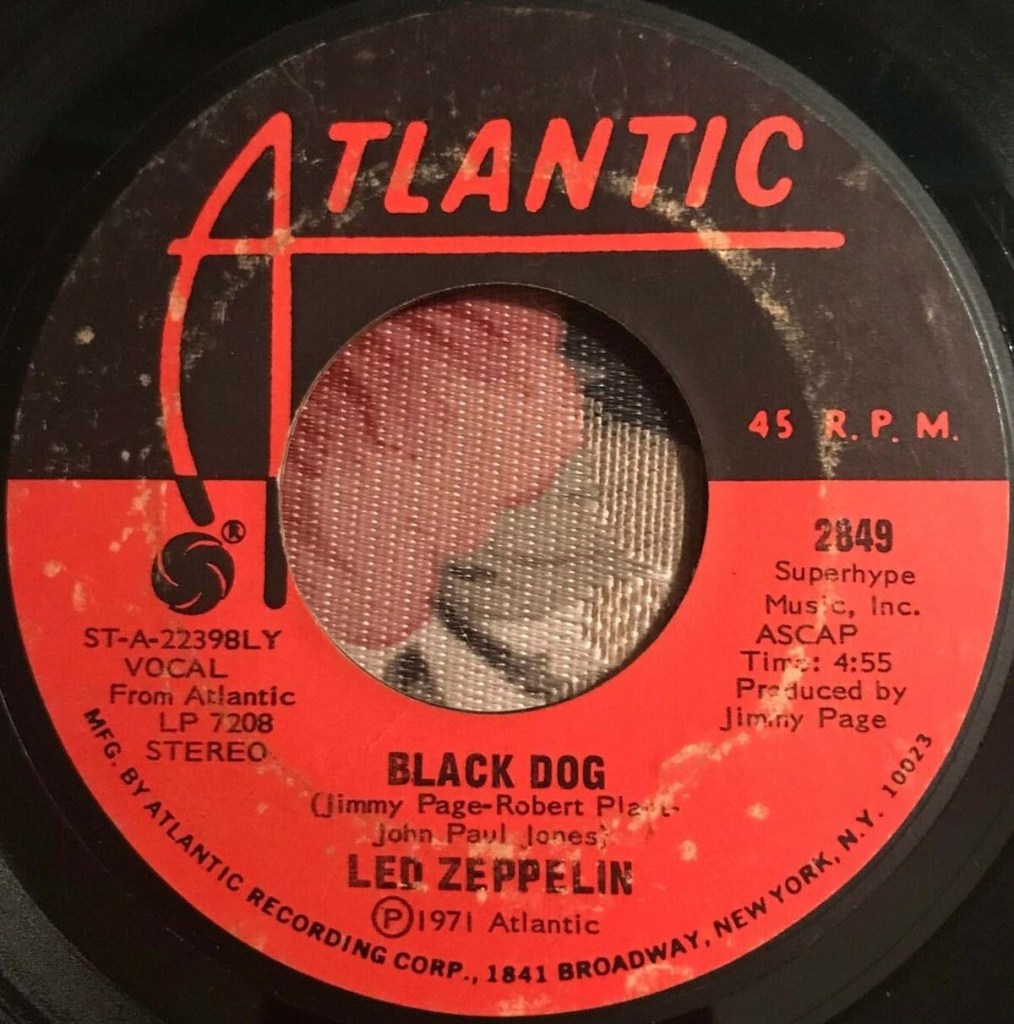 ATLANTIC
45 R.P.M.
®
ST-A-22398LY
VOCAL
From Atlantic
LP 7208
STEREO
2849
Superhype
Music, Inc.
ASCAP
Time: 4:55
Produced by
Jimmy Page
BLACK DOG
(Jimmy Page-Robert Plant-
John Paul Jones)
LED ZEPPELIN
Ⓟ1971 Atlantic
MFG. BY ATLANTIC RECORDING CORP., 1841 BROADWAY, NEW YORK, N.Y. 10023